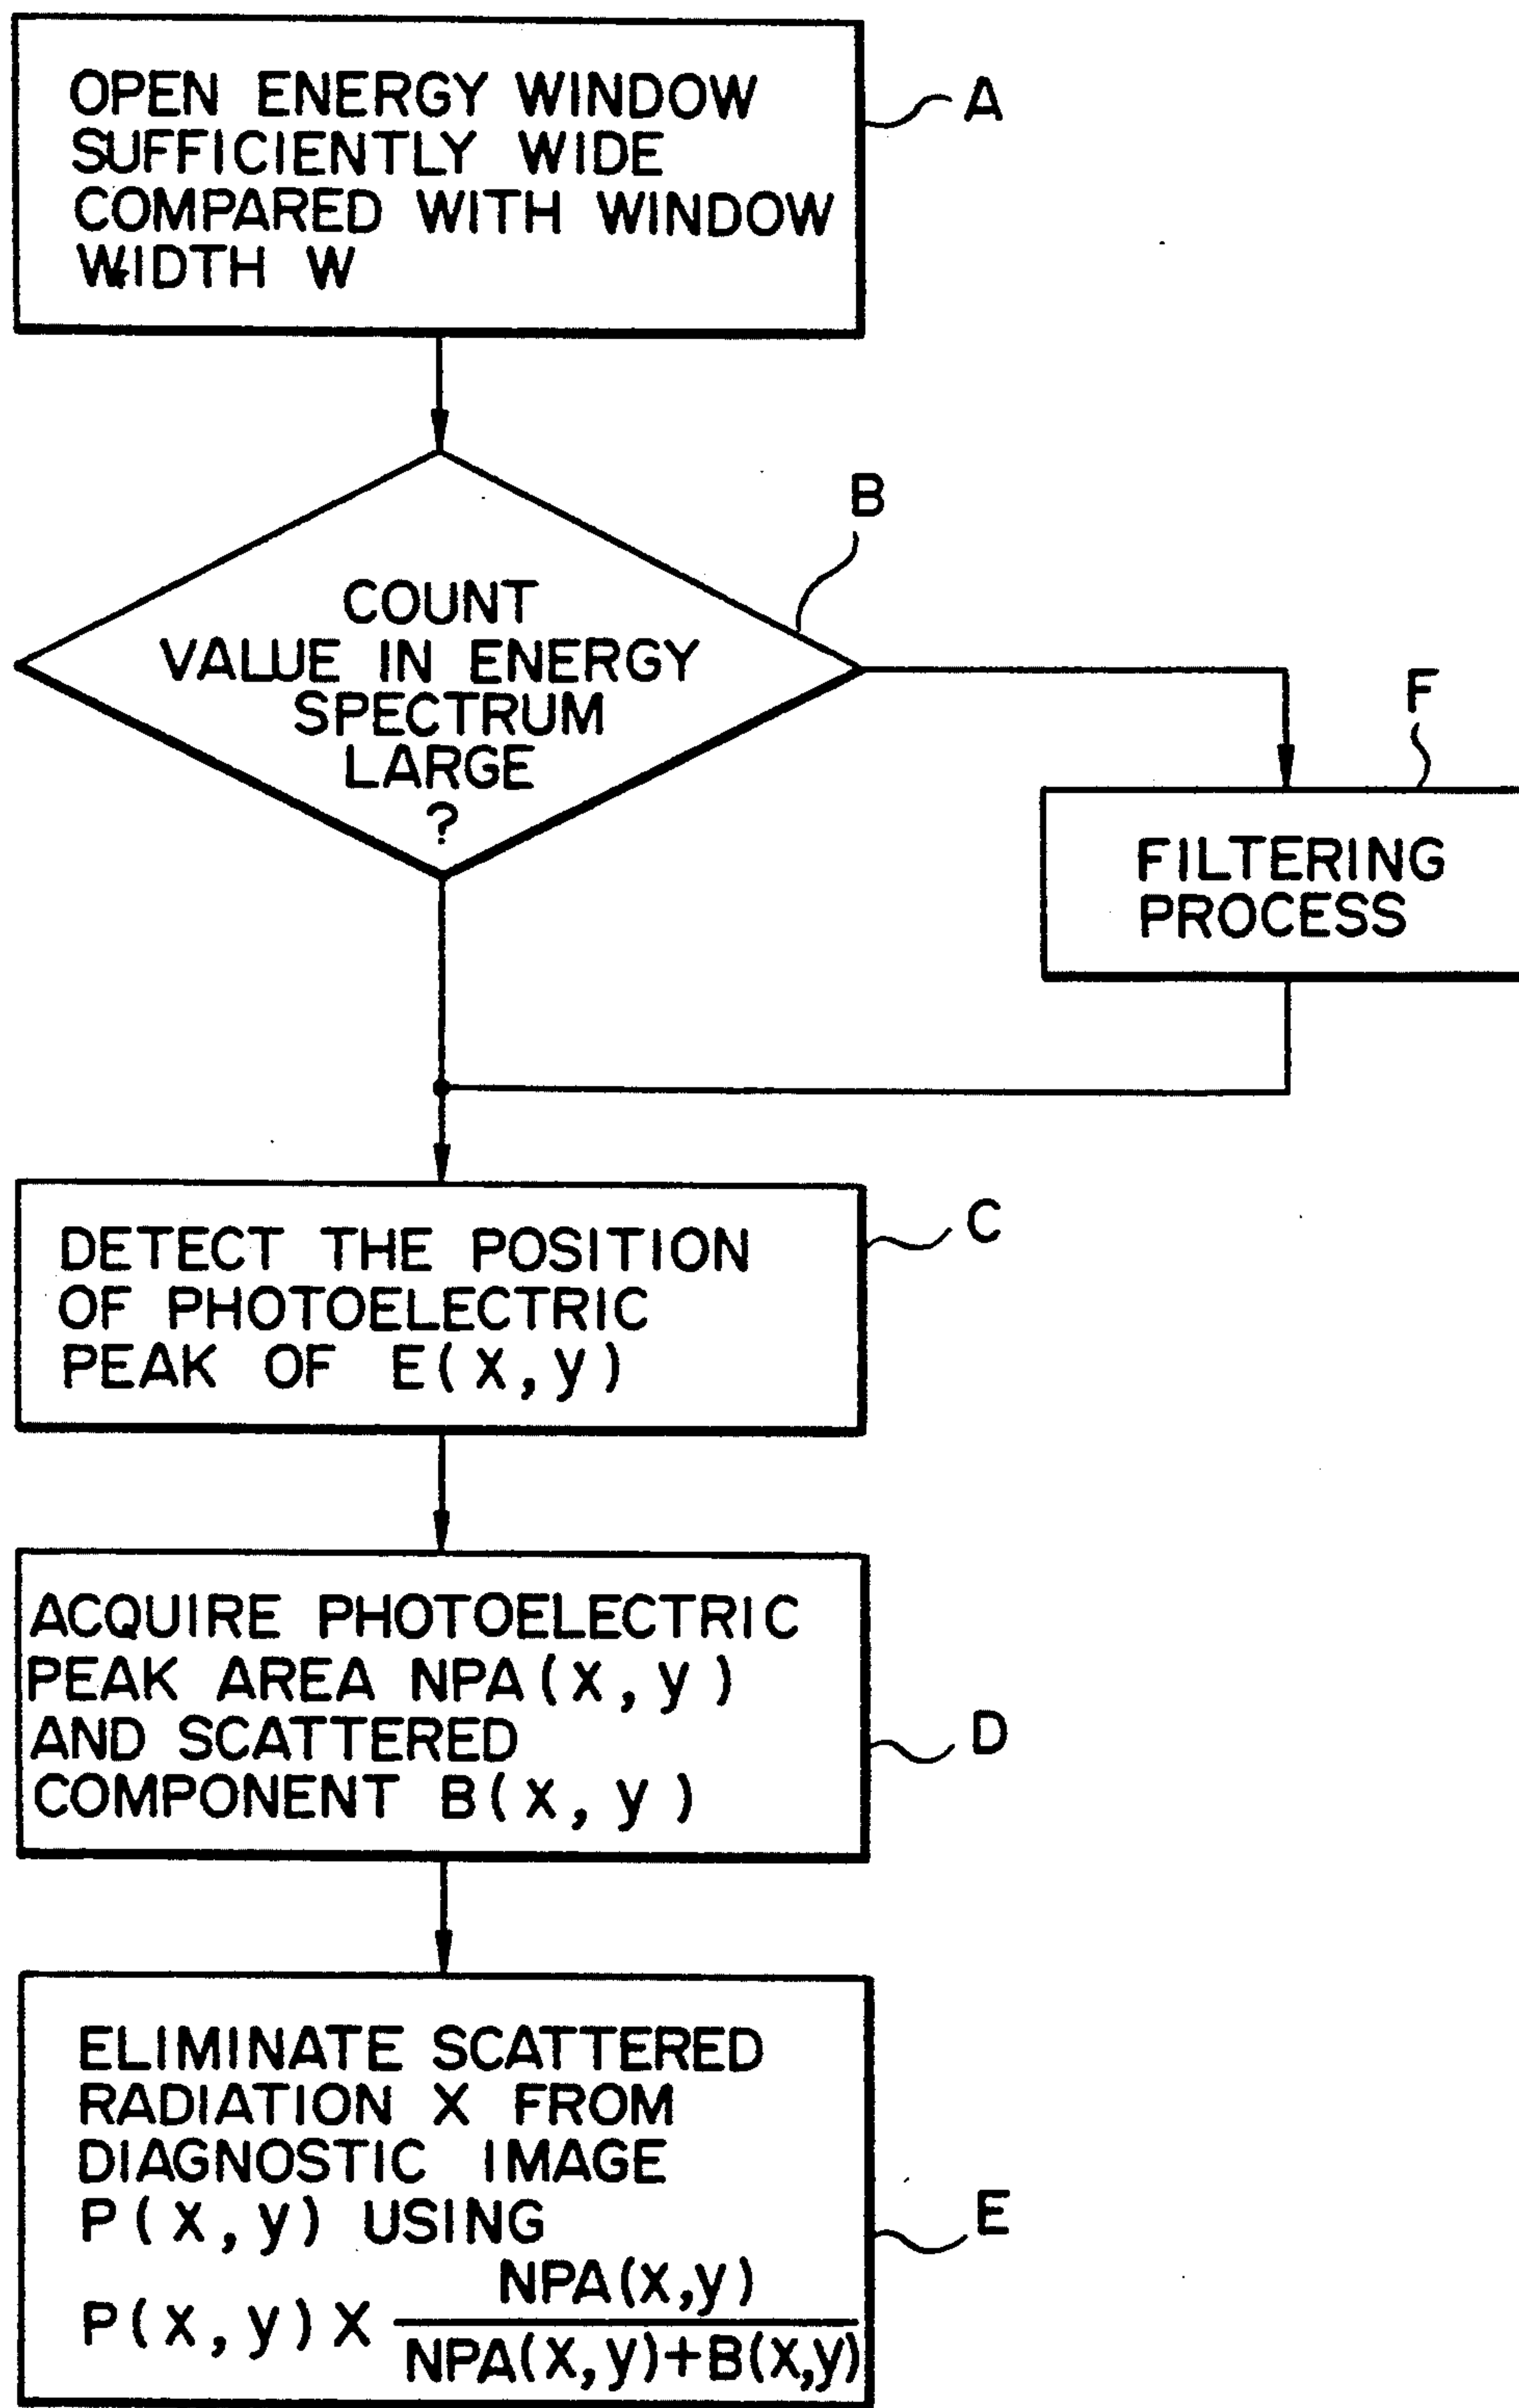 OPEN ENERGY WINDOW
SUFFICIENTLY WIDE
COMPARED WITH WINDOW
WIDTH W
A
B
COUNT
VALUE IN ENERGY
SPECTRUM
LARGE
?
F
FILTERING
PROCESS
DETECT THE POSITION
OF PHOTOELECTRIC
PEAK OF E(x,y)
C
ACQUIRE PHOTOELECTRIC
PEAK AREA NPA(x,y)
AND SCATTERED
COMPONENT B(x,y)
D
ELIMINATE SCATTERED
RADIATION X FROM
DIAGNOSTIC IMAGE
P(x,y) USING
E
NPA(x,y)
P(x,y)X
NPA(x,y)+B(x,y)